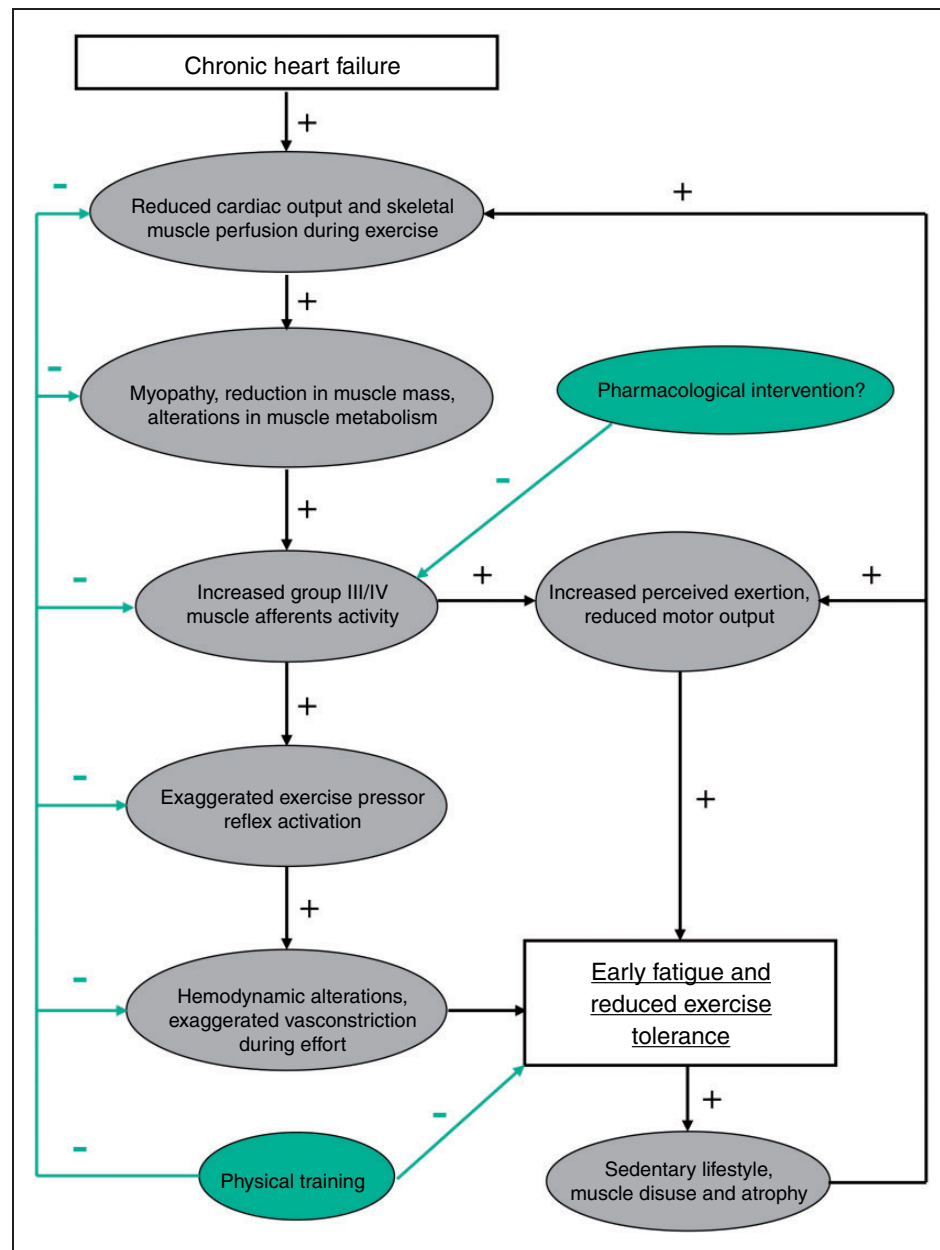 Chronic heart failure
+
-
Reduced cardiac output and skeletal
muscle perfusion during exercise
+
+
-
Myopathy, reduction in muscle mass,
alterations in muscle metabolism
Pharmacological intervention?
-
+
-
Increased group III/IV
muscle afferents activity
+
Increased perceived exertion,
reduced motor output
+
+
-
Exaggerated exercise pressor
reflex activation
+
+
-
Hemodynamic alterations,
exaggerated vasconstriction
during effort
Early fatigue and
reduced exercise
tolerance
-
+
-
Physical training
Sedentary lifestyle,
muscle disuse and atrophy